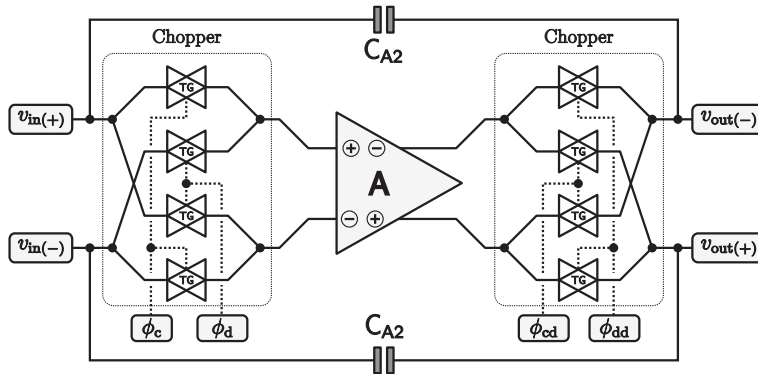 Chopper
Chopper
C_A2
v_in(+)
TG
TG
v_out(−)
TG
TG
+ −
A
− +
v_in(−)
TG
TG
v_out(+)
TG
TG
ϕ_c
ϕ_d
C_A2
ϕ_cd
ϕ_dd